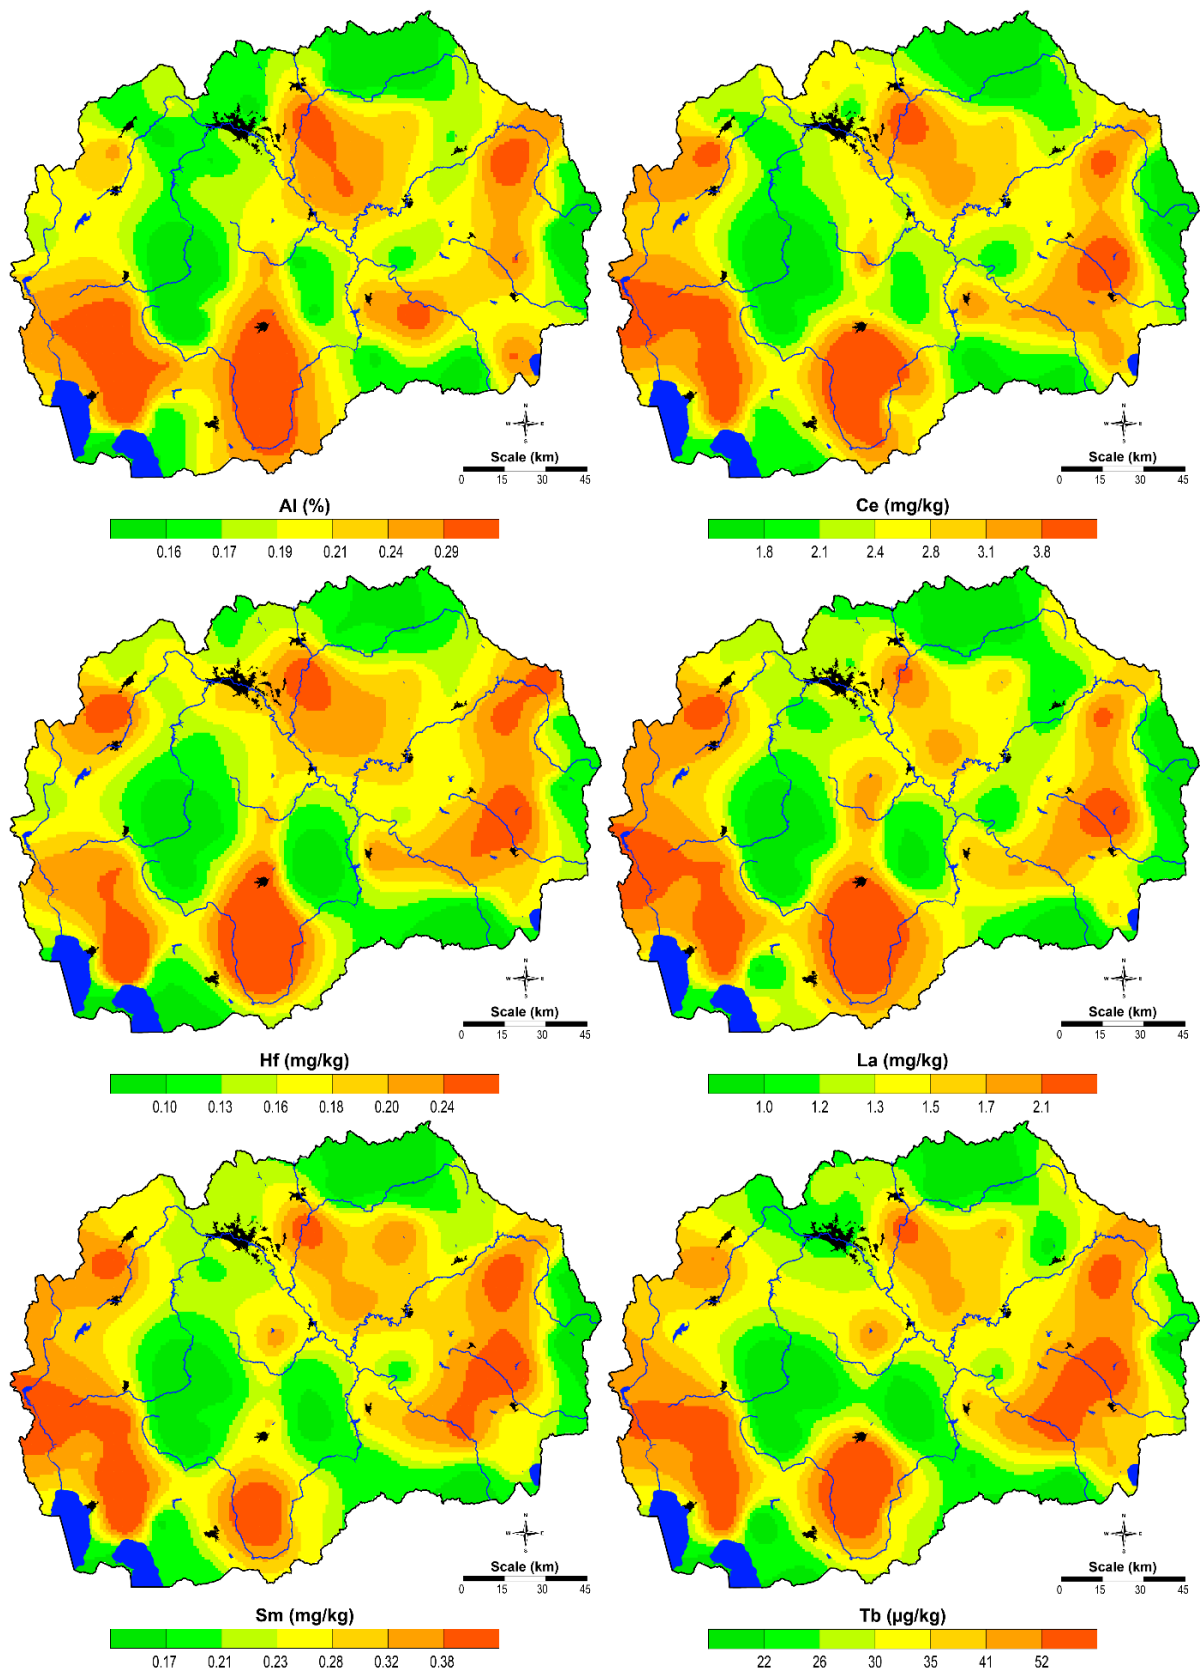 N
W E
S
Scale (km)
0 15 30 45
Al (%)
0.16 0.17 0.19 0.21 0.24 0.29
N
W E
S
Scale (km)
0 15 30 45
Ce (mg/kg)
1.8 2.1 2.4 2.8 3.1 3.8
N
W E
S
Scale (km)
0 15 30 45
Hf (mg/kg)
0.10 0.13 0.16 0.18 0.20 0.24
N
W E
S
Scale (km)
0 15 30 45
La (mg/kg)
1.0 1.2 1.3 1.5 1.7 2.1
N
W E
S
Scale (km)
0 15 30 45
Sm (mg/kg)
0.17 0.21 0.23 0.28 0.32 0.38
N
W E
S
Scale (km)
0 15 30 45
Tb (µg/kg)
22 26 30 35 41 52